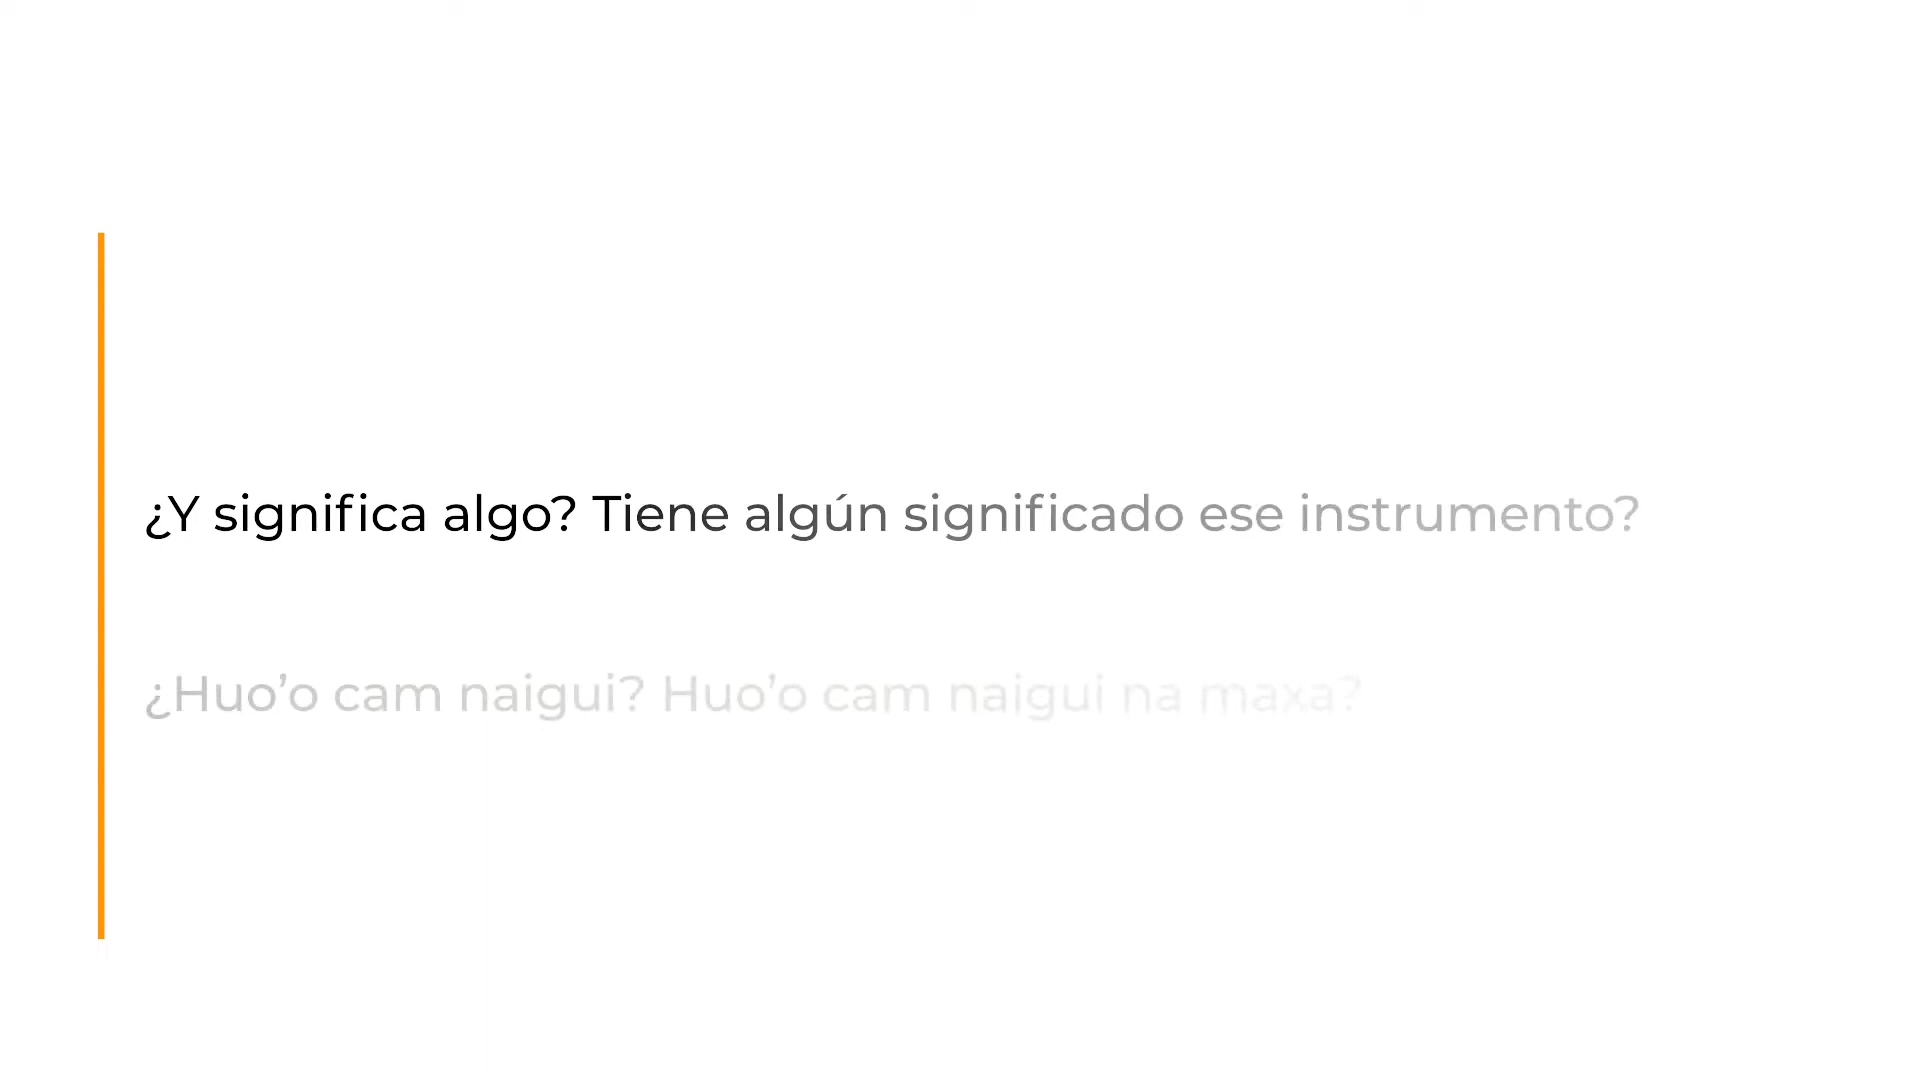 ¿Y significa algo? Tiene algún significado ese instrumento?
¿Huo’o cam naigui? Huo’o cam naigui na maxa?